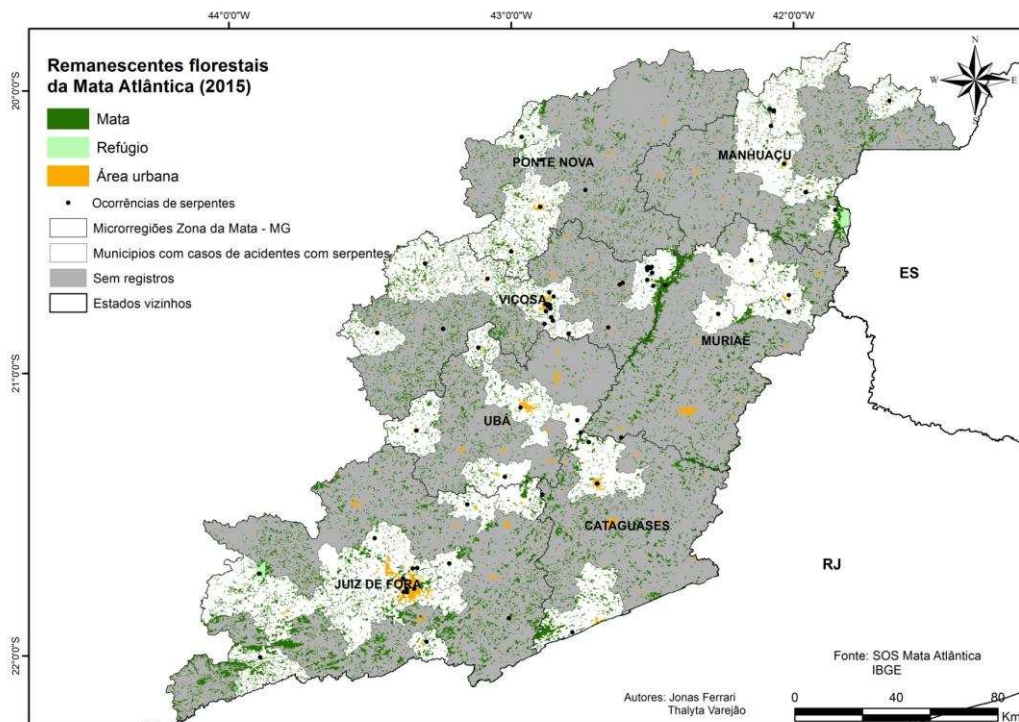 44°0'0"O 43°0'0"O 42°0'0"O
20°0'0"S
21°0'0"S
22°0'0"S
Remanescentes florestais
da Mata Atlântica (2015)
Mata
Refúgio
Área urbana
Ocorrências de serpentes
Microrregiões Zona da Mata - MG
Municipios com casos de acidentes com serpentes
Sem registros
Estados vizinhos
N
W E
S
PONTE NOVA
MANHUAÇU
VIÇOSA
MURIAÉ
UBÁ
CATAGUASES
JUIZ DE FORA
ES
RJ
Fonte: SOS Mata Atlântica
IBGE
Autores: Jonas Ferrari
Thalyta Varejão
0 40 80
Km